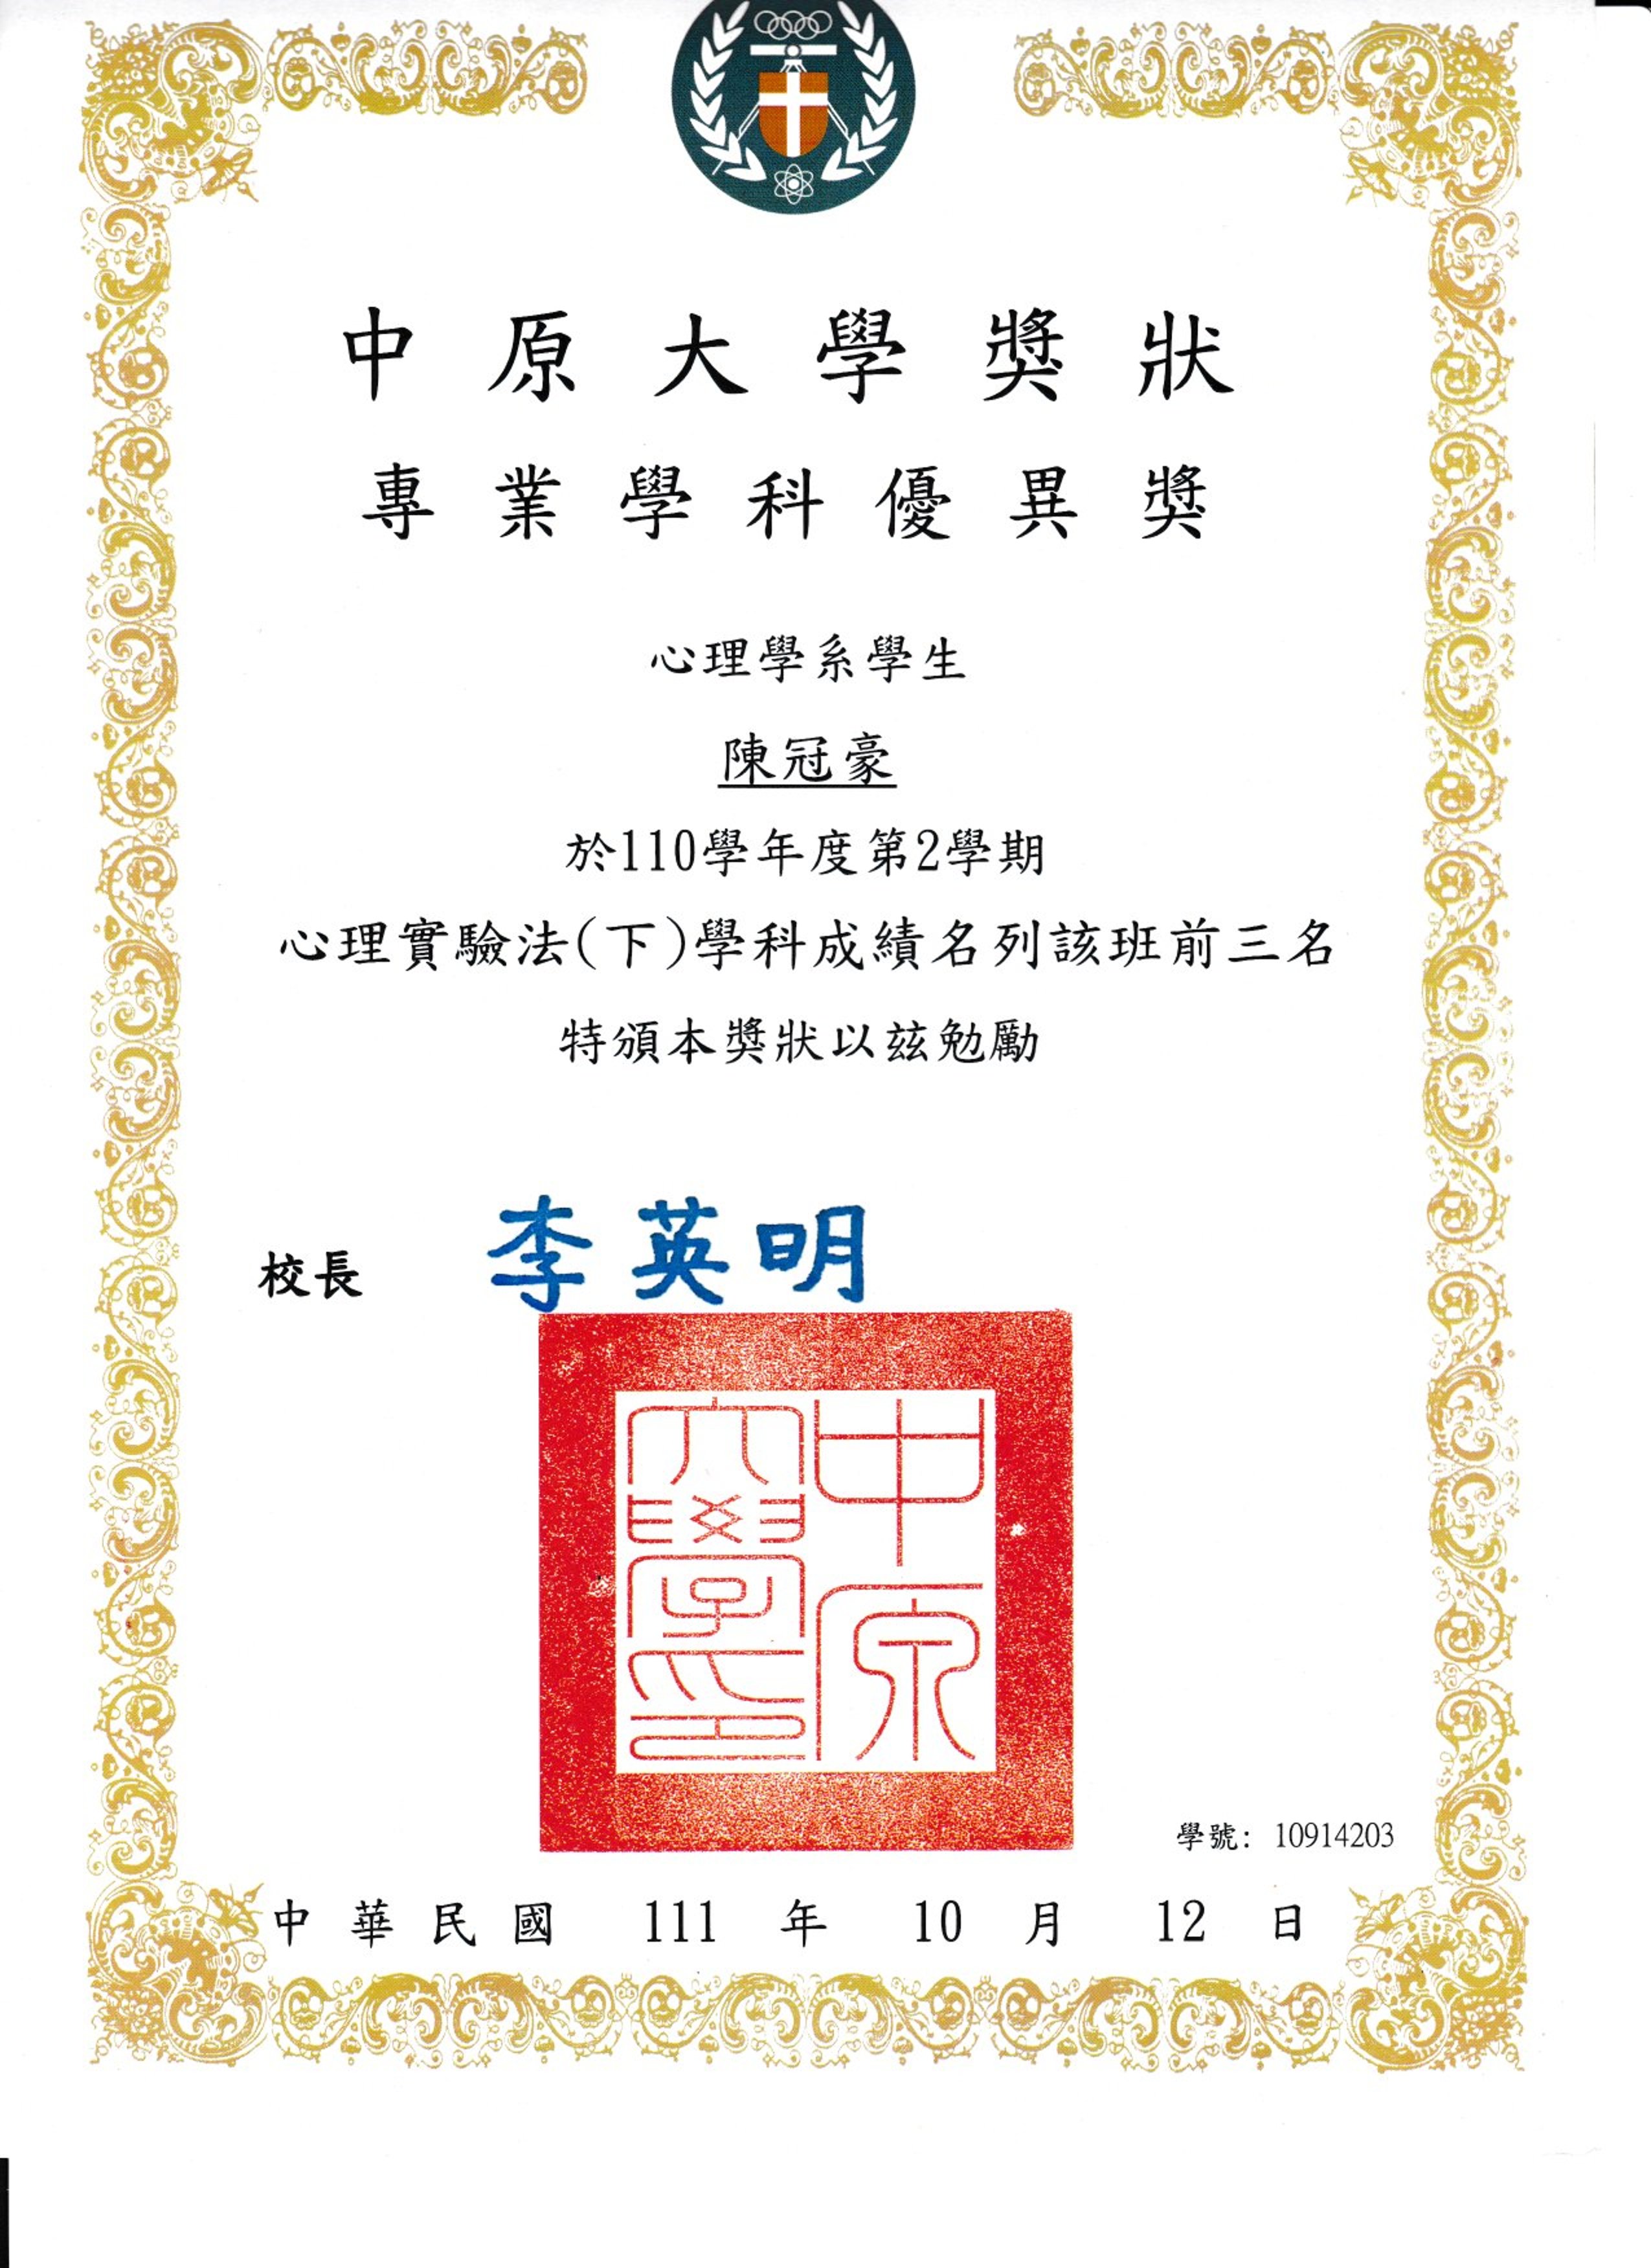 中原大學獎狀
專業學科優異獎
心理學系學生
陳冠豪
於110學年度第2學期
心理實驗法(下)學科成績名列該班前三名
特頒本獎狀以茲勉勵
校長 李英明
中原
大學印
學號: 10914203
中華民國 111 年 10 月 12 日